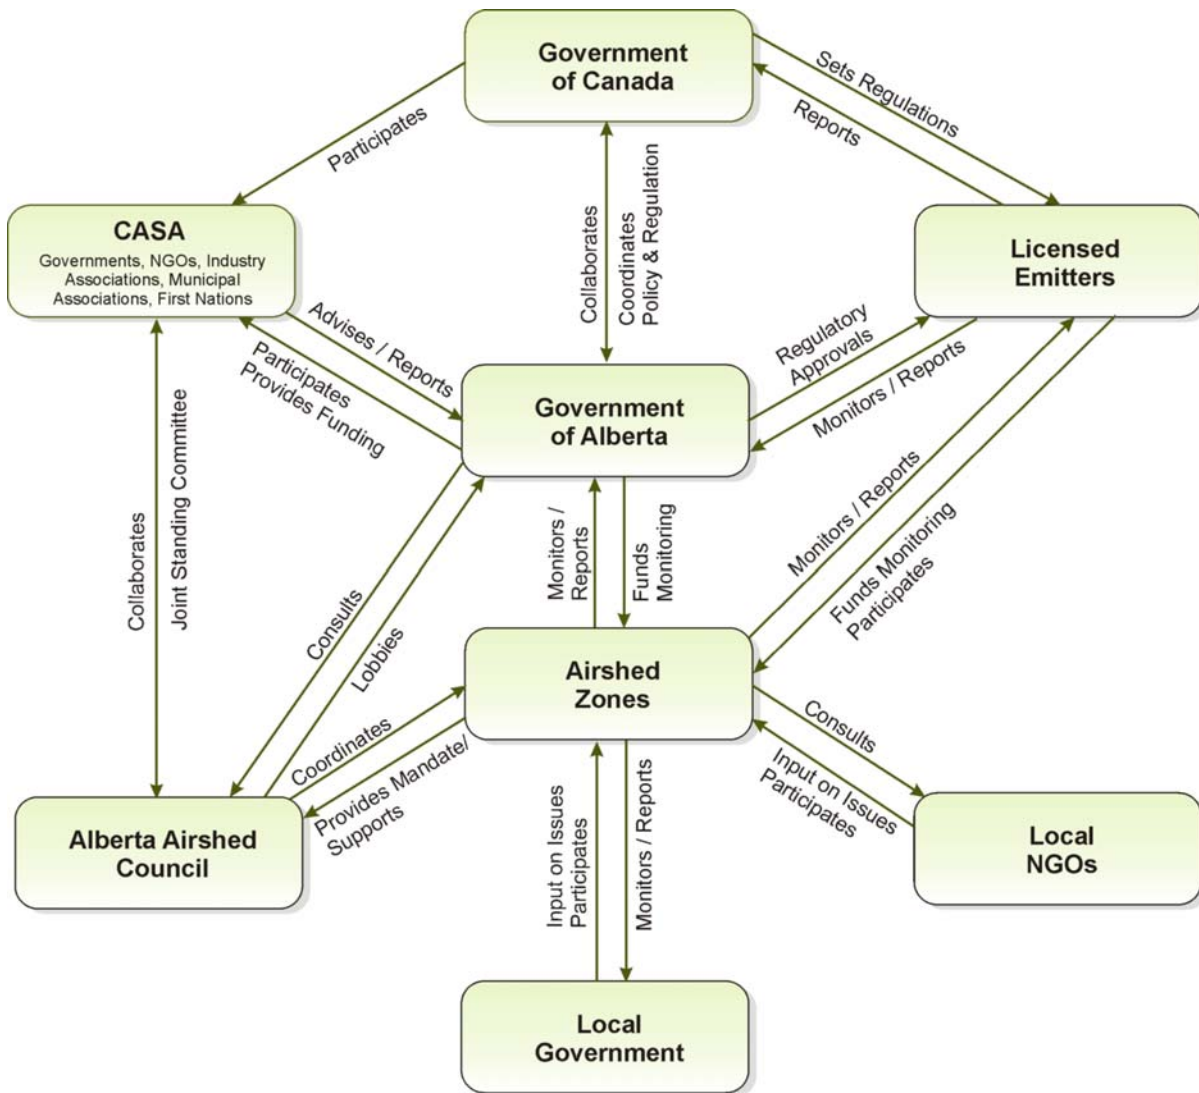 Government
of Canada
Sets Regulations
Reports
Participates
CASA
Governments, NGOs, Industry
Associations, Municipal
Associations, First Nations
Collaborates
Coordinates
Policy & Regulation
Licensed
Emitters
Advises / Reports
Participates
Provides Funding
Government
of Alberta
Regulatory
Approvals
Monitors / Reports
Collaborates
Joint Standing Committee
Consults
Lobbies
Monitors /
Reports
Funds
Monitoring
Monitors / Reports
Funds Monitoring
Participates
Airshed
Zones
Coordinates
Provides Mandate/
Supports
Consults
Input on Issues
Participates
Alberta Airshed
Council
Input on Issues
Participates
Monitors / Reports
Local
NGOs
Local
Government